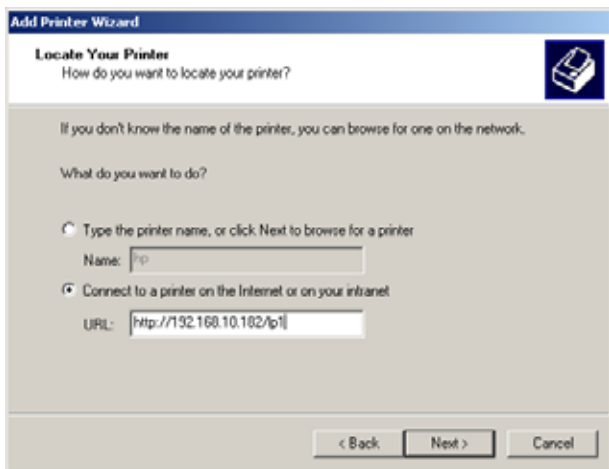 Add Printer Wizard
Locate Your Printer
How do you want to locate your printer?
If you don't know the name of the printer, you can browse for one on the network.
What do you want to do?
Type the printer name, or click Next to browse for a printer
Name: hp
Connect to a printer on the Internet or on your intranet
URL: http://192.168.10.182/lp1
< Back Next > Cancel